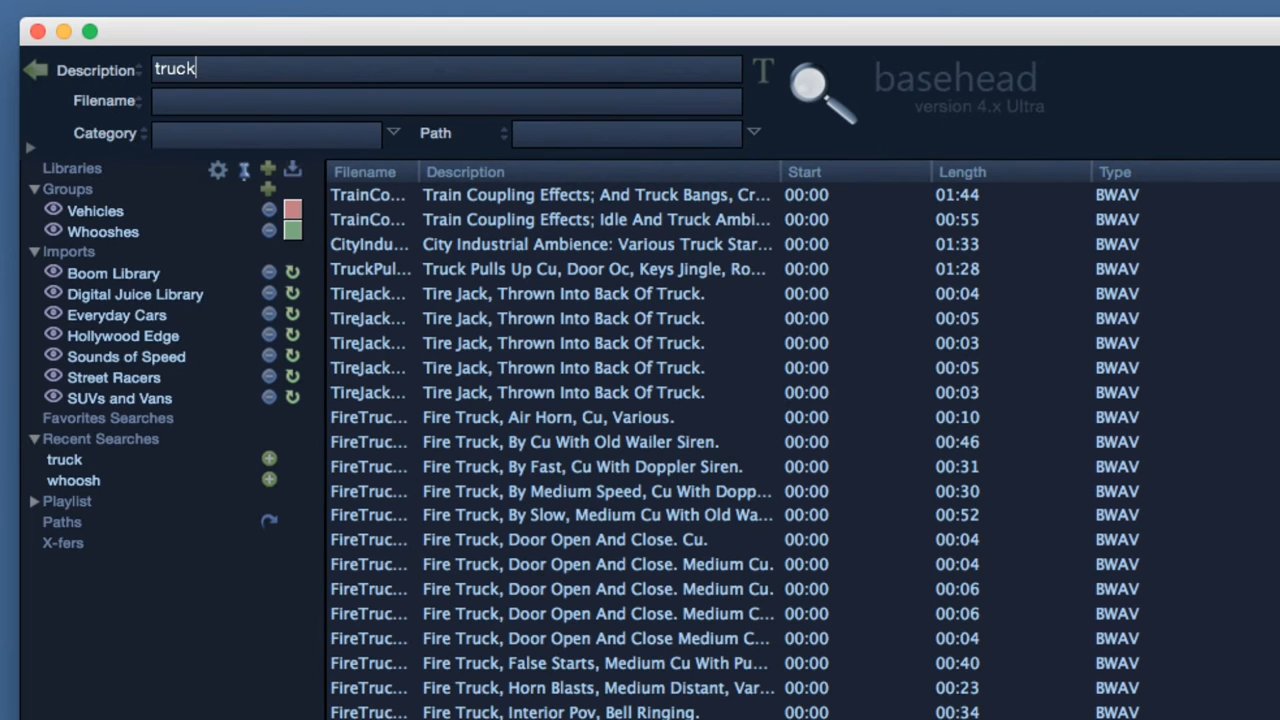 Description truck T basehead
version 4.x Ultra
Filename
Category Path
Libraries
Groups
Vehicles
Whooshes
Imports
Boom Library
Digital Juice Library
Everyday Cars
Hollywood Edge
Sounds of Speed
Street Racers
SUVs and Vans
Favorites Searches
Recent Searches
truck
whoosh
Playlist
Paths
X-fers
Filename Description Start Length Type
TrainCo... Train Coupling Effects; And Truck Bangs, Cr... 00:00 01:44 BWAV
TrainCo... Train Coupling Effects; Idle And Truck Ambi... 00:00 00:55 BWAV
CityIndu... City Industrial Ambience: Various Truck Star... 00:00 01:33 BWAV
TruckPul... Truck Pulls Up Cu, Door Oc, Keys Jingle, Ro... 00:00 01:28 BWAV
TireJack... Tire Jack, Thrown Into Back Of Truck. 00:00 00:04 BWAV
TireJack... Tire Jack, Thrown Into Back Of Truck. 00:00 00:05 BWAV
TireJack... Tire Jack, Thrown Into Back Of Truck. 00:00 00:03 BWAV
TireJack... Tire Jack, Thrown Into Back Of Truck. 00:00 00:05 BWAV
TireJack... Tire Jack, Thrown Into Back Of Truck. 00:00 00:03 BWAV
FireTruc... Fire Truck, Air Horn, Cu, Various. 00:00 00:10 BWAV
FireTruc... Fire Truck, By Cu With Old Wailer Siren. 00:00 00:46 BWAV
FireTruc... Fire Truck, By Fast, Cu With Doppler Siren. 00:00 00:31 BWAV
FireTruc... Fire Truck, By Medium Speed, Cu With Dopp... 00:00 00:30 BWAV
FireTruc... Fire Truck, By Slow, Medium Cu With Old Wa... 00:00 00:52 BWAV
FireTruc... Fire Truck, Door Open And Close. Cu. 00:00 00:04 BWAV
FireTruc... Fire Truck, Door Open And Close. Medium Cu. 00:00 00:04 BWAV
FireTruc... Fire Truck, Door Open And Close. Medium Cu. 00:00 00:06 BWAV
FireTruc... Fire Truck, Door Open And Close. Medium C... 00:00 00:06 BWAV
FireTruc... Fire Truck, Door Open And Close Medium C... 00:00 00:04 BWAV
FireTruc... Fire Truck, False Starts, Medium Cu With Pu... 00:00 00:40 BWAV
FireTruc... Fire Truck, Horn Blasts, Medium Distant, Var... 00:00 00:23 BWAV
FireTruc... Fire Truck, Interior Pov, Bell Ringing. 00:00 00:34 BWAV